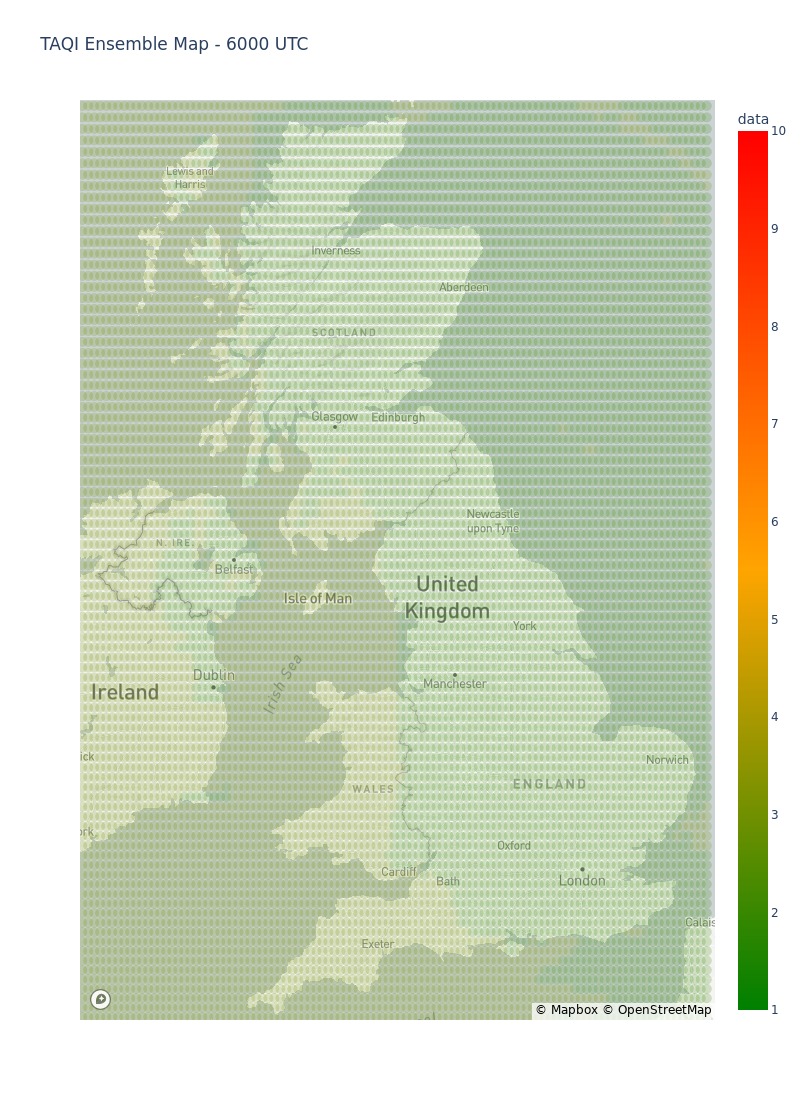 TAQI Ensemble Map - 6000 UTC
data
10
9
8
7
6
5
4
3
2
1
Lewis and
Harris
Inverness
Aberdeen
SCOTLAND
Glasgow
Edinburgh
Newcastle
upon Tyne
N. IRE.
Belfast
Isle of Man
United
Kingdom
York
Irish Sea
Dublin
Manchester
Ireland
ick
Norwich
WALES
ENGLAND
ork
Oxford
Cardiff
Bath
London
Calais
Exeter
© Mapbox © OpenStreetMap